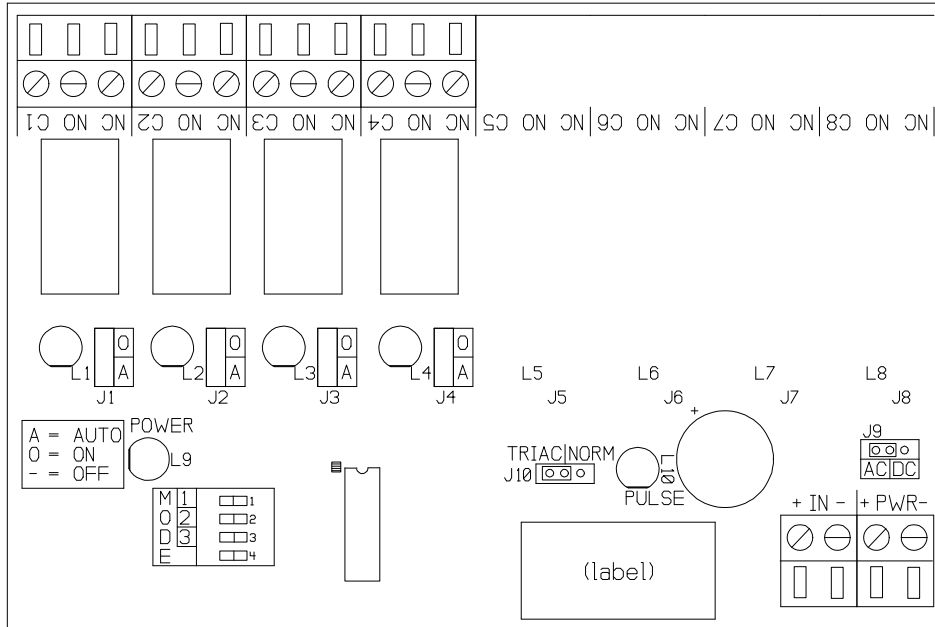 C1 NO NC C2 NO NC C3 NO NC C4 NO NC C5 NO NC C6 NO NC C7 NO NC C8 NO NC
L1 O A L2 O A L3 O A L4 O A L5 L6 L7 L8
J1 J2 J3 J4 J5 J6 J7 J8
+
A = AUTO
O = ON
- = OFF
POWER
L9
TRIAC|NORM
J10
L10
PULSE
J9
AC DC
M 1 1
O 2 2
D 3 3
E 4
(label)
+ IN - + PWR-